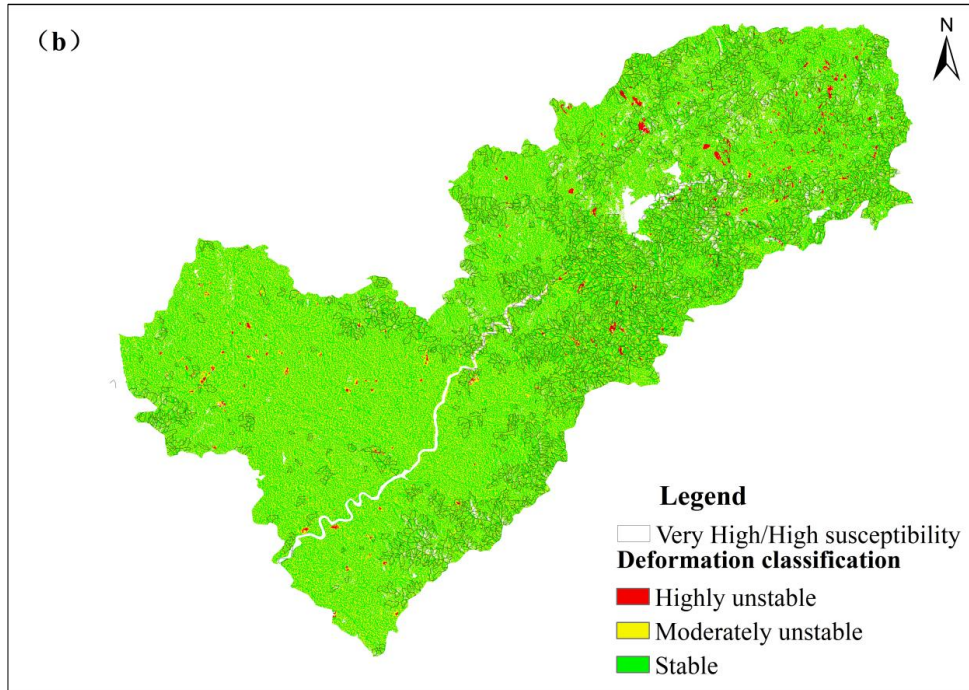 （b）
N
Legend
Very High/High susceptibility
Deformation classification
Highly unstable
Moderately unstable
Stable